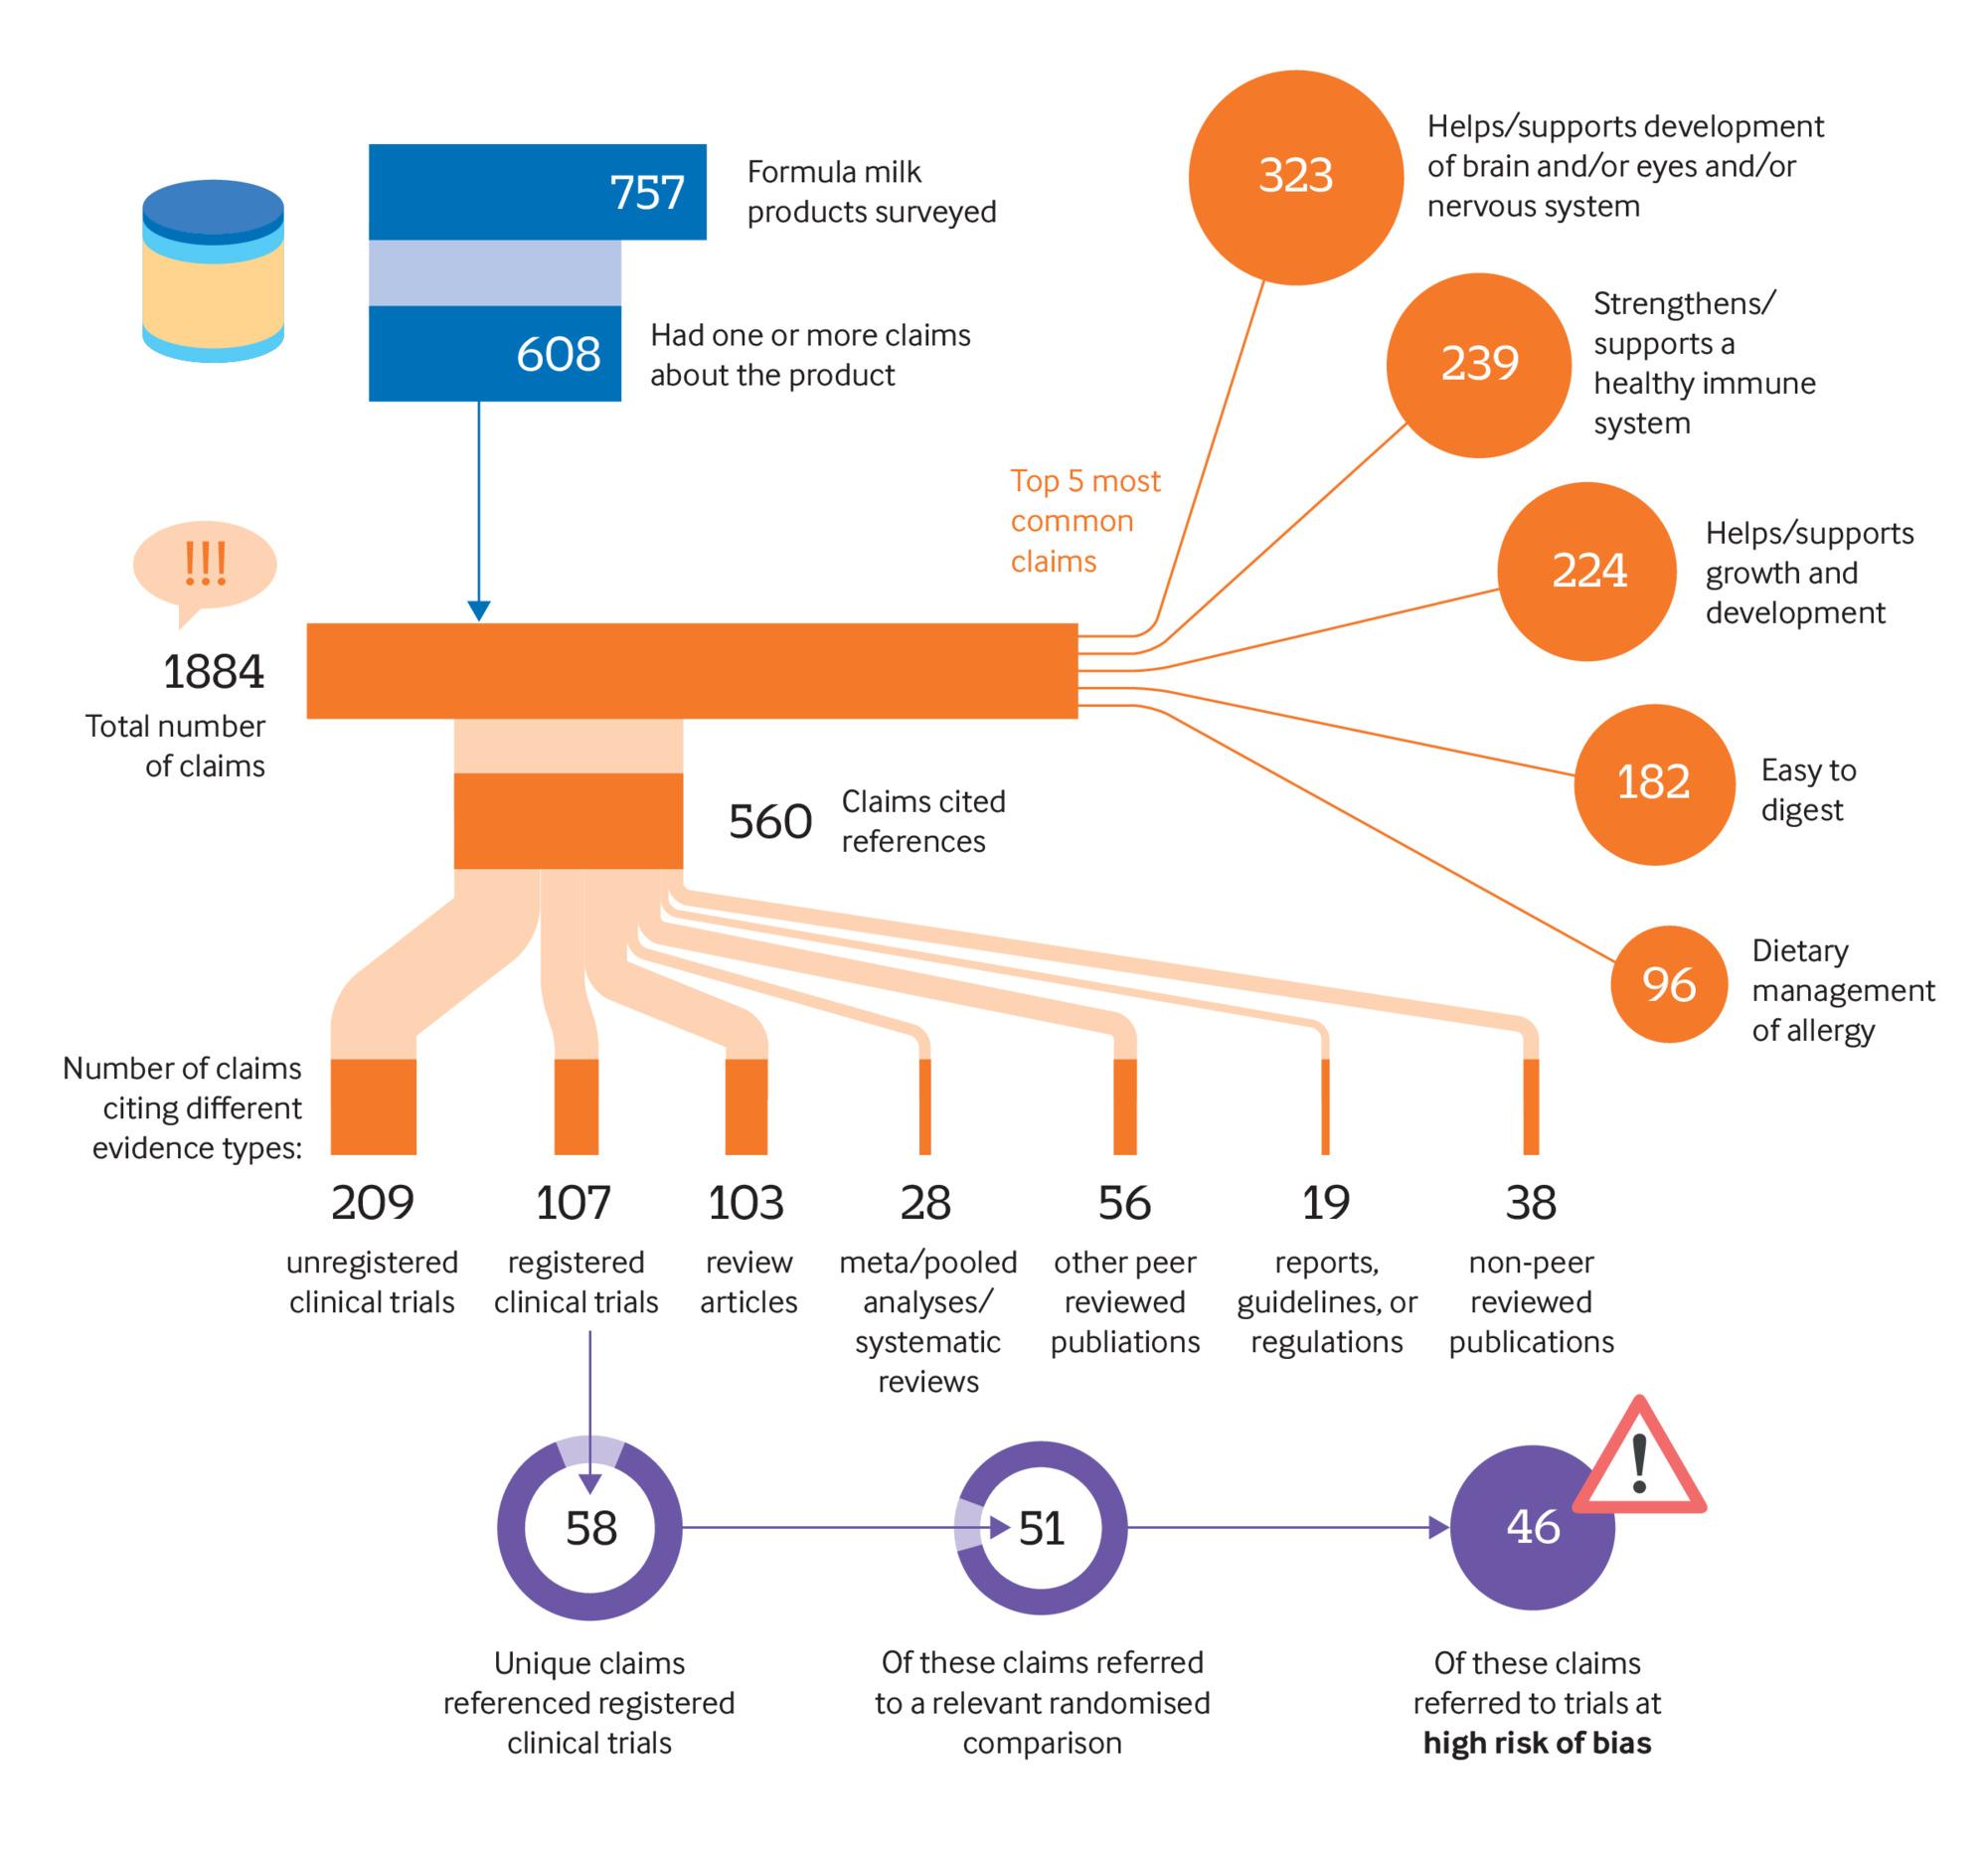 757
Formula milk
products surveyed
608
Had one or more claims
about the product
323
Helps/supports development
of brain and/or eyes and/or
nervous system
239
Strengthens/
supports a
healthy immune
system
Top 5 most
common
claims
224
Helps/supports
growth and
development
!!!
1884
Total number
of claims
182
Easy to
digest
560
Claims cited
references
96
Dietary
management
of allergy
Number of claims
citing different
evidence types:
209
unregistered
clinical trials
107
registered
clinical trials
103
review
articles
28
meta/pooled
analyses/
systematic
reviews
56
other peer
reviewed
publiations
19
reports,
guidelines, or
regulations
38
non-peer
reviewed
publications
58
Unique claims
referenced registered
clinical trials
51
Of these claims referred
to a relevant randomised
comparison
46
!
Of these claims
referred to trials at
high risk of bias